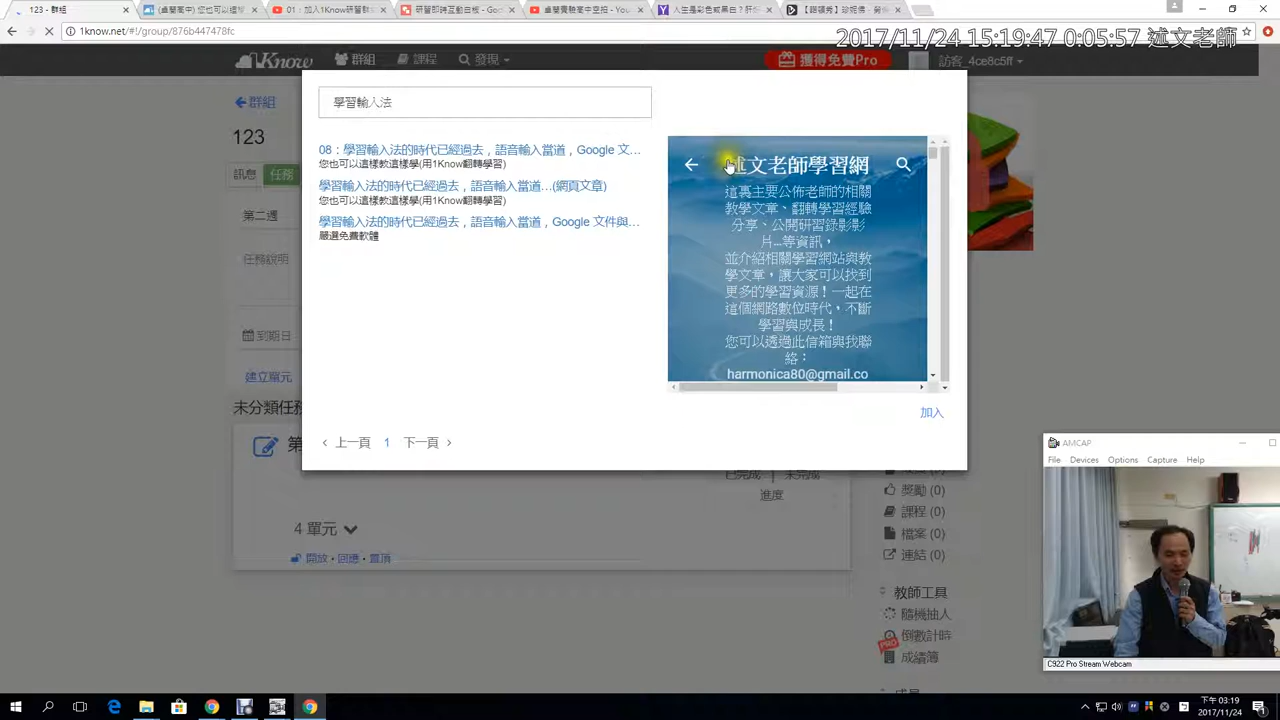 123 - 群組
2017/11/24 15:19:47 0:05:57 述文老師
1know.net/#!/group/876b447478fc
1Know
群組
課程
發現
獲得免費Pro
訪客_4ce8c5ff
群組
123
訊息
任務
第二週
任務說明
到期日
建立單元
未分類任務
第
4 單元
開放 · 回應 · 置頂
學習輸入法
08：學習輸入法的時代已經過去，語音輸入當道，Google 文...
您也可以這樣教這樣學(用1Know翻轉學習)
學習輸入法的時代已經過去，語音輸入當道...(網頁文章)
您也可以這樣教這樣學(用1Know翻轉學習)
學習輸入法的時代已經過去，語音輸入當道，Google 文件與...
嚴選免費軟體
述文老師學習網
這裏主要公佈老師的相關
教學文章、翻轉學習經驗
分享、公開研習錄影影
片...等資訊，
並介紹相關學習網站與教
學文章，讓大家可以找到
更多的學習資源！一起在
這個網路數位時代，不斷
學習與成長！
您可以透過此信箱與我聯
絡：
harmonica80@gmail.co
加入
上一頁 1 下一頁
已完成 | 未完成
進度
獎勵 (0)
課程 (0)
檔案 (0)
連結 (0)
教師工具
隨機抽人
倒數計時
PRO
成績簿
成員
AMCAP
File Devices Options Capture Help
C922 Pro Stream Webcam
下午 03:19
2017/11/24